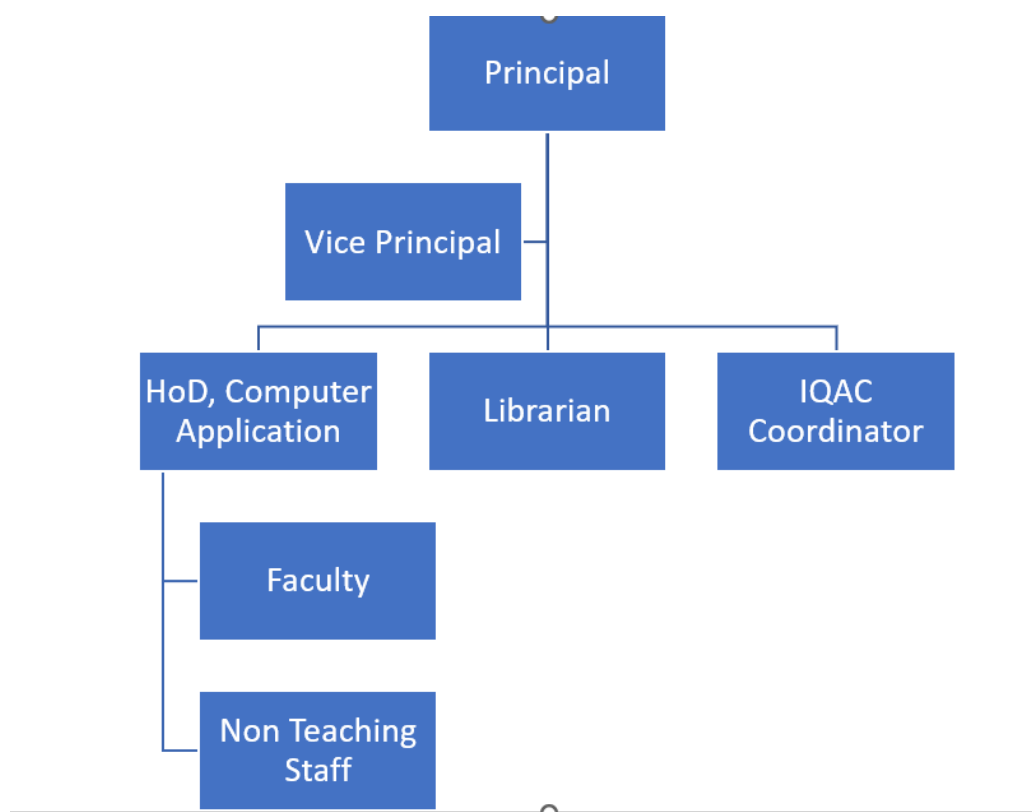 Principal
Vice Principal
HoD, Computer
Application
Librarian
IQAC
Coordinator
Faculty
Non Teaching
Staff